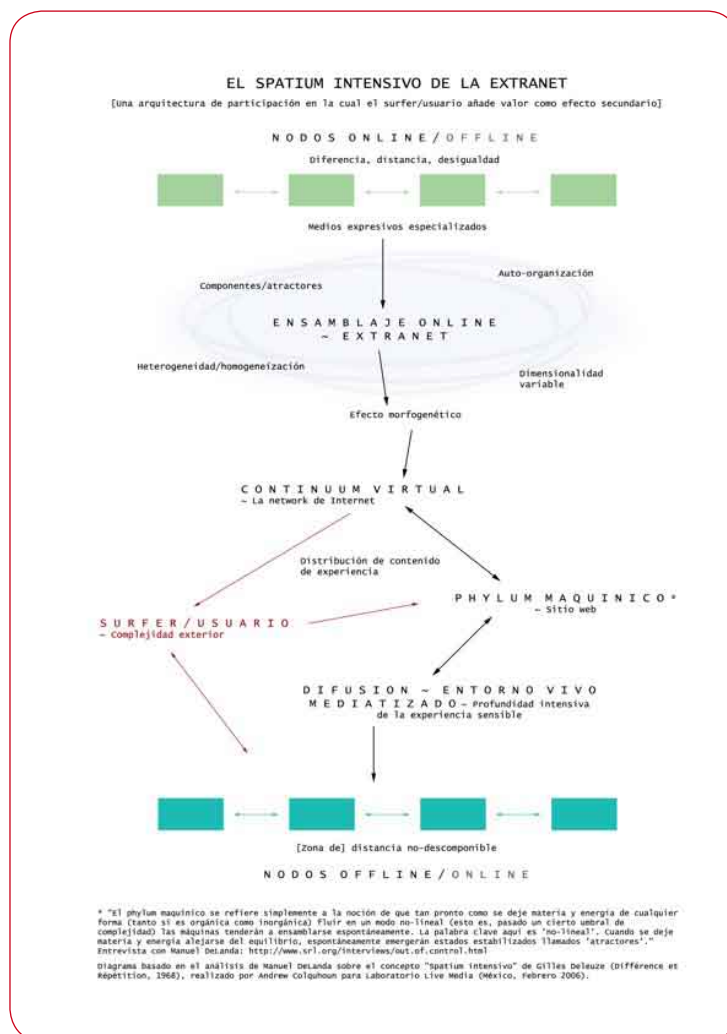 EL SPATIUM INTENSIVO DE LA EXTRANET
[Una arquitectura de participación en la cual el surfer/usuario añade valor como efecto secundario]
NODOS ONLINE/OFFLINE
Diferencia, distancia, desigualdad
Medios expresivos especializados
Auto-organización
Componentes/atractores
ENSAMBLAJE ONLINE
~ EXTRANET
Heterogeneidad/homogeneización
Dimensionalidad
variable
Efecto morfogenético
CONTINUUM VIRTUAL
~ La network de Internet
Distribución de contenido
de experiencia
PHYLUM MAQUINICO*
~ Sitio web
SURFER/USUARIO
~ Complejidad exterior
DIFUSION ~ ENTORNO VIVO
MEDIATIZADO ~ Profundidad intensiva
de la experiencia sensible
[Zona de] distancia no-descomponible
NODOS OFFLINE/ONLINE
* "El phylum maquínico se refiere simplemente a la noción de que tan pronto como se deje materia y energía de cualquier
forma (tanto si es orgánica como inorgánica) fluir en un modo no-lineal (esto es, pasado un cierto umbral de
complejidad) las máquinas tenderán a ensamblarse espontáneamente. La palabra clave aquí es 'no-lineal'. Cuando se deje
materia y energía alejarse del equilibrio, espontáneamente emergerán estados estabilizados llamados 'atractores'."
Entrevista con Manuel DeLanda: http://www.srl.org/interviews/out.of.control.html
Diagrama basado en el análisis de Manuel DeLanda sobre el concepto "Spatium intensivo" de Gilles Deleuze (Différence et
Répétition, 1968), realizado por Andrew Colquhoun para Laboratorio Live Media (México, Febrero 2006).